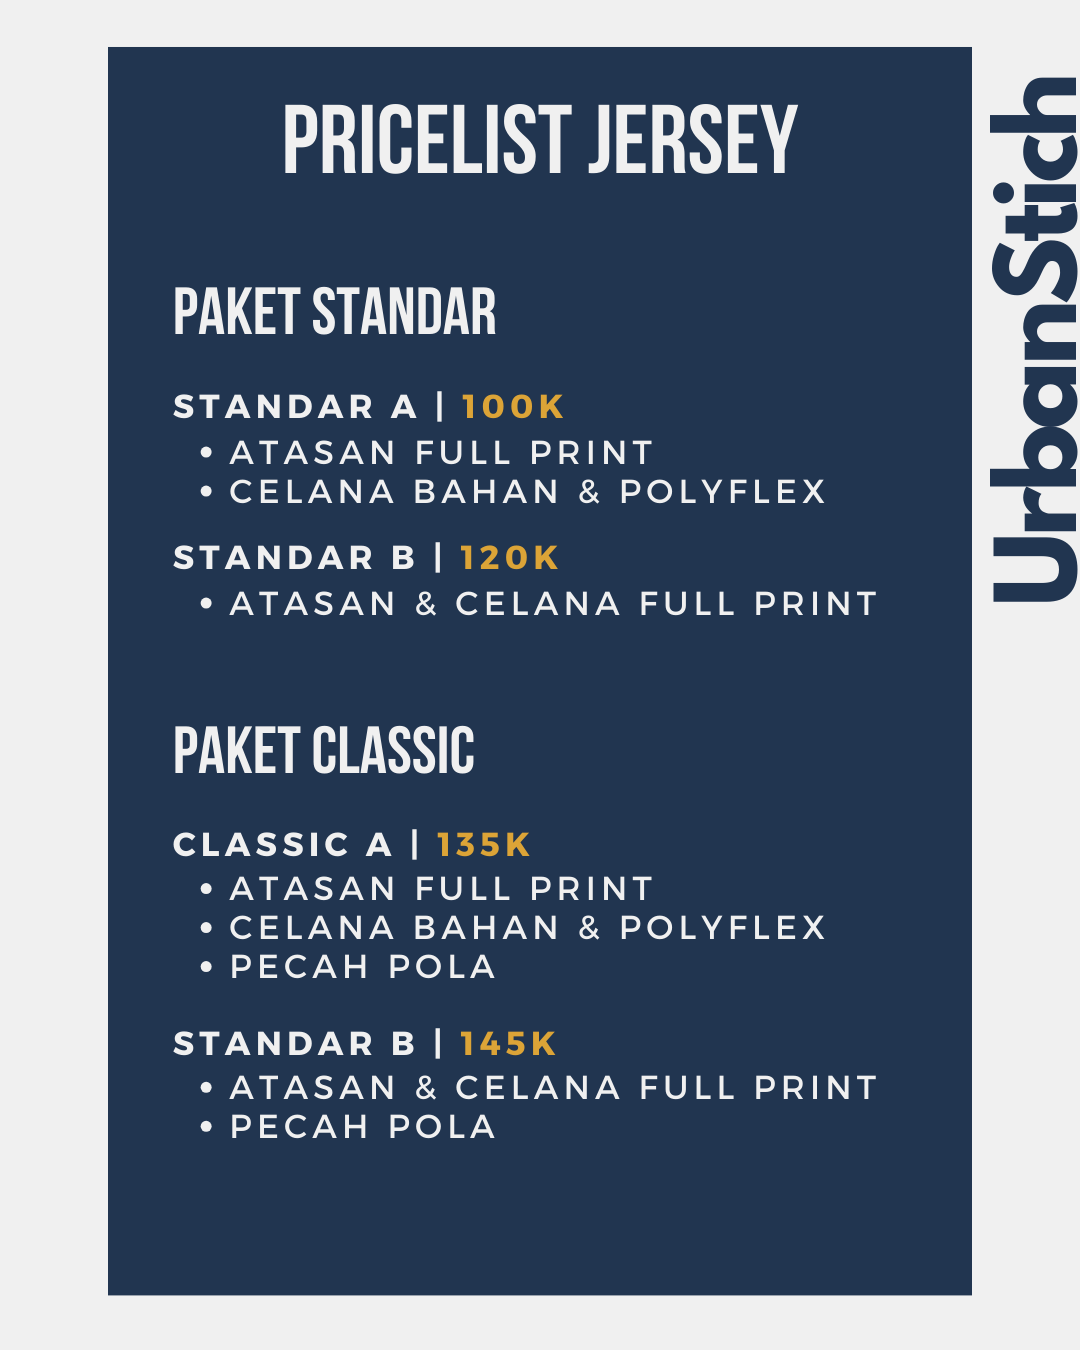 PRICELIST JERSEY
PAKET STANDAR
STANDAR A | 100K
• ATASAN FULL PRINT
• CELANA BAHAN & POLYFLEX
STANDAR B | 120K
• ATASAN & CELANA FULL PRINT
PAKET CLASSIC
CLASSIC A | 135K
• ATASAN FULL PRINT
• CELANA BAHAN & POLYFLEX
• PECAH POLA
STANDAR B | 145K
• ATASAN & CELANA FULL PRINT
• PECAH POLA
UrbanStich